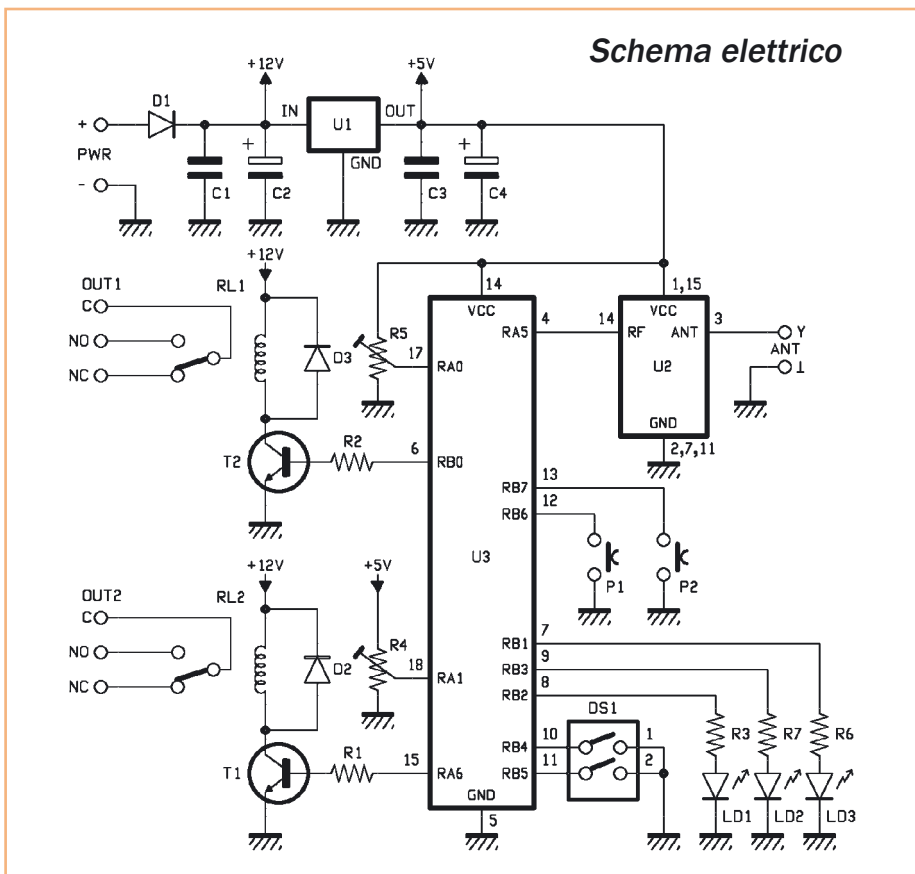 Schema elettrico
+12V
+5V
D1
IN
U1
OUT
GND
+
PWR
-
C1
+
C2
C3
+
C4
+12V
OUT1
RL1
C
NO
NC
D3
R5
17
RA0
14
VCC
RA5
4
14
RF
1,15
VCC
ANT
3
Y
ANT
U2
GND
2,7,11
T2
R2
6
RB0
RB7
13
RB6
12
U3
P1
P2
+12V
+5V
OUT2
RL2
C
NO
NC
D2
R4
18
RA1
RB1
7
RB3
9
RB2
8
DS1
R3
R7
R6
RB4
10
1
RB5
11
2
T1
R1
15
RA6
GND
5
LD1
LD2
LD3